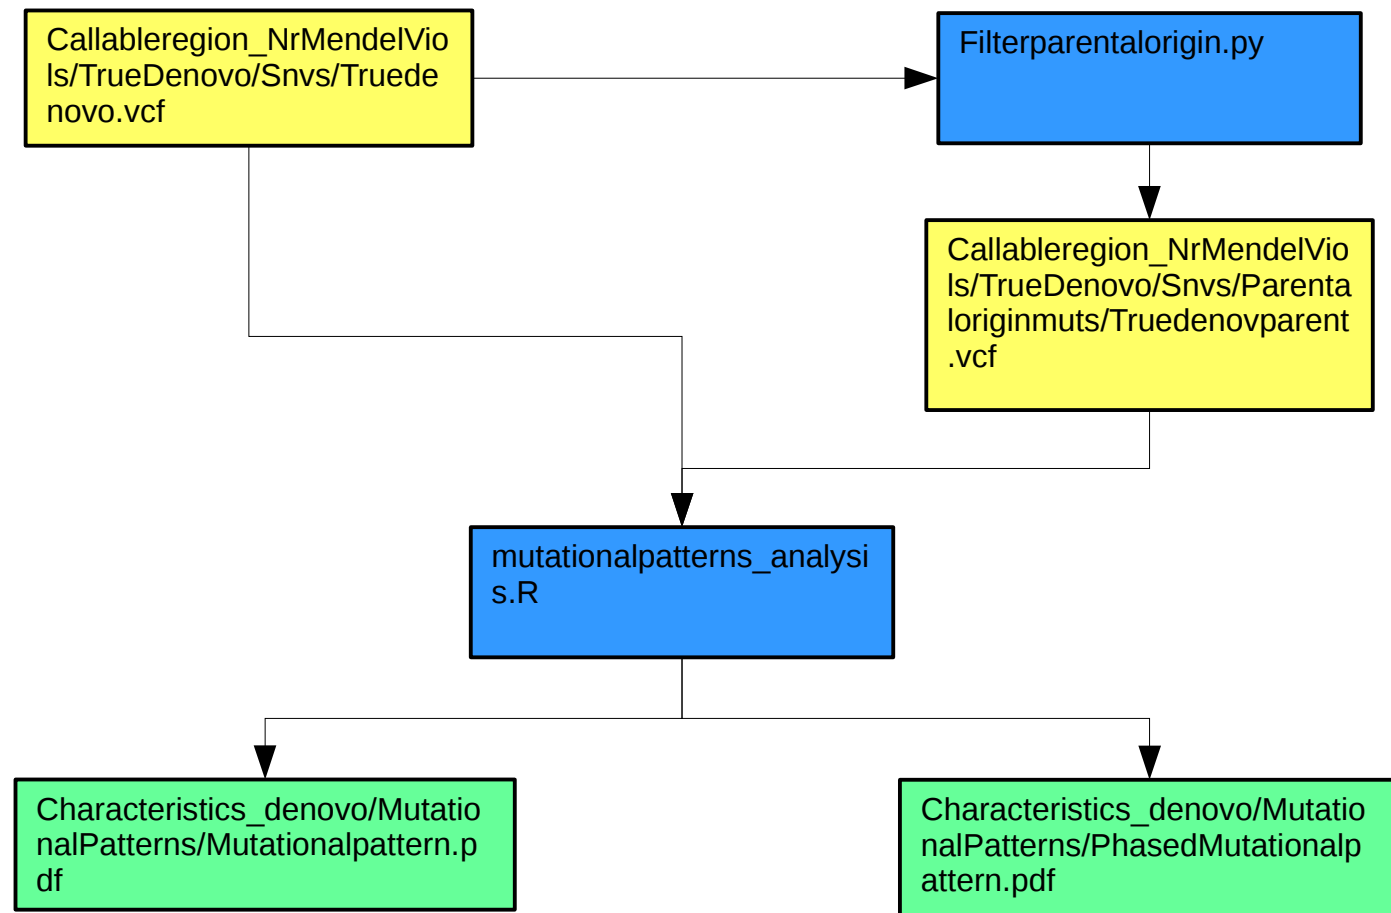 Callableregion_NrMendelVio
ls/TrueDenovo/Snvs/Truede
novo.vcf
Filterparentalorigin.py
Callableregion_NrMendelVio
ls/TrueDenovo/Snvs/Parenta
loriginmuts/Truedenovparent
.vcf
mutationalpatterns_analysi
s.R
Characteristics_denovo/Mutatio
nalPatterns/Mutationalpattern.p
df
Characteristics_denovo/Mutatio
nalPatterns/PhasedMutationalp
attern.pdf